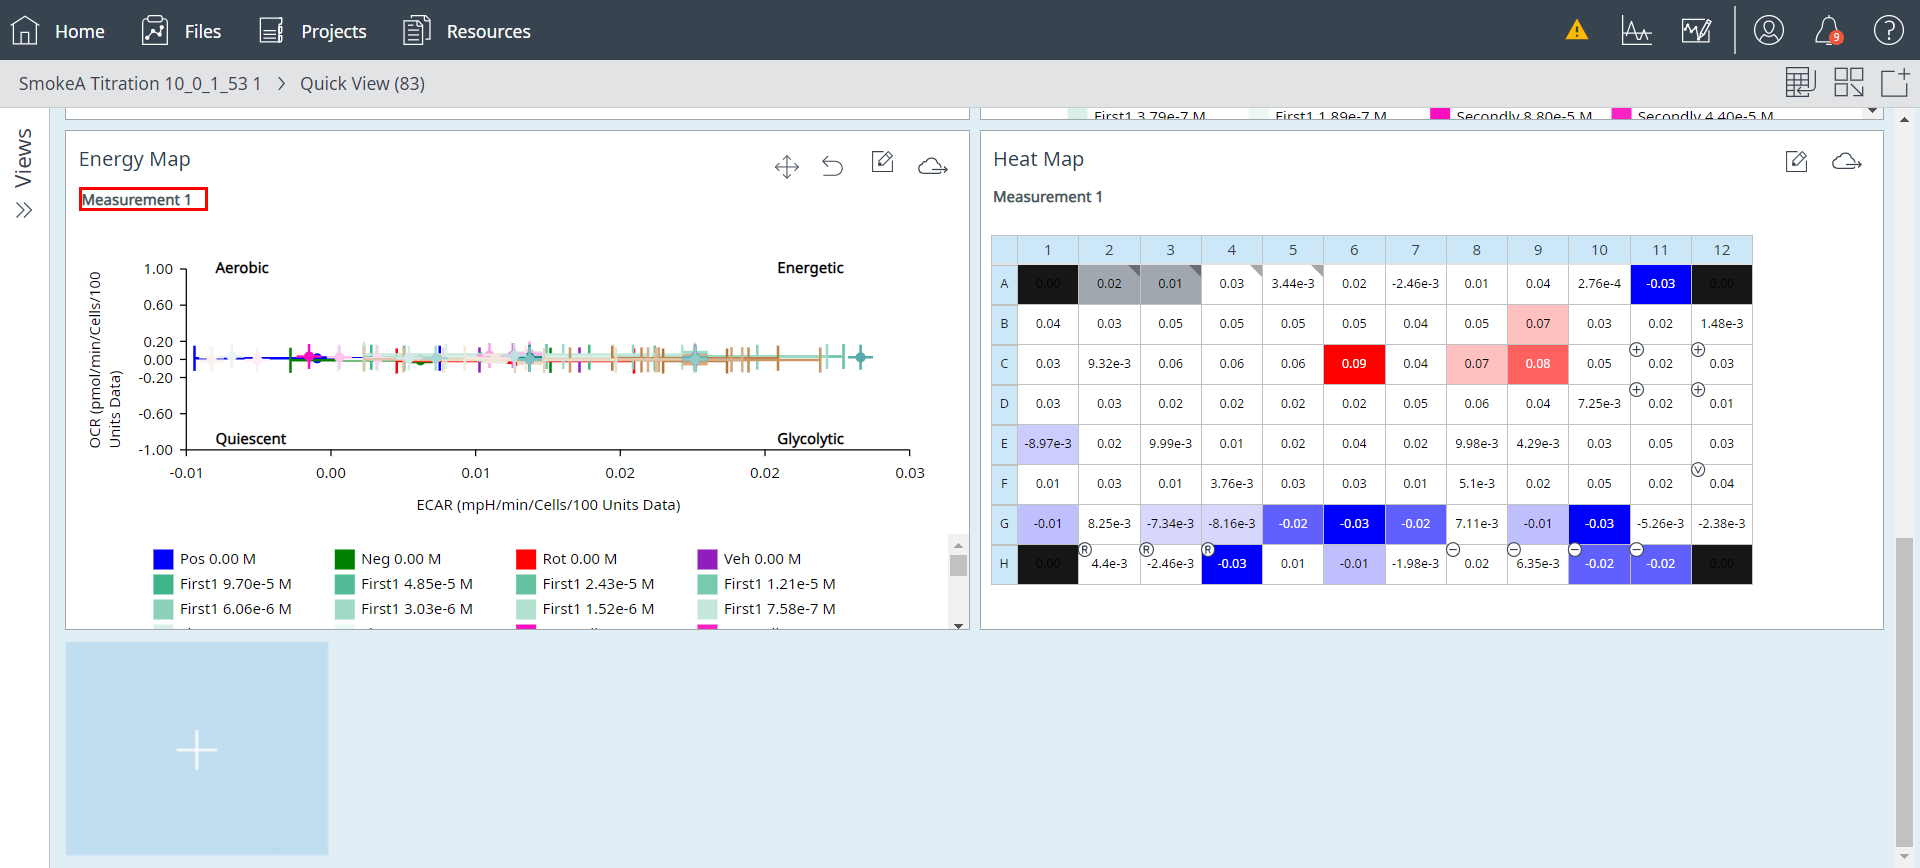 Home Files Projects Resources 9 ?
SmokeA Titration 10_0_1_53 1 > Quick View (83)
Views
First1 3.79e-7 M First1 1.89e-7 M Secondly 8.80e-5 M Secondly 4.40e-5 M
Energy Map
Measurement 1
OCR (pmol/min/Cells/100 Units Data)
1.00
0.60
0.20
0.00
-0.20
-0.60
-1.00
Aerobic Energetic
Quiescent Glycolytic
-0.01 0.00 0.01 0.02 0.02 0.03
ECAR (mpH/min/Cells/100 Units Data)
Pos 0.00 M Neg 0.00 M Rot 0.00 M Veh 0.00 M
First1 9.70e-5 M First1 4.85e-5 M First1 2.43e-5 M First1 1.21e-5 M
First1 6.06e-6 M First1 3.03e-6 M First1 1.52e-6 M First1 7.58e-7 M
Heat Map
Measurement 1
1 2 3 4 5 6 7 8 9 10 11 12
A 0.00 0.02 0.01 0.03 3.44e-3 0.02 -2.46e-3 0.01 0.04 2.76e-4 -0.03 0.00
B 0.04 0.03 0.05 0.05 0.05 0.05 0.04 0.05 0.07 0.03 0.02 1.48e-3
C 0.03 9.32e-3 0.06 0.06 0.06 0.09 0.04 0.07 0.08 0.05 0.02 0.03
D 0.03 0.03 0.02 0.02 0.02 0.02 0.05 0.06 0.04 7.25e-3 0.02 0.01
E -8.97e-3 0.02 9.99e-3 0.01 0.02 0.04 0.02 9.98e-3 4.29e-3 0.03 0.05 0.03
F 0.01 0.03 0.01 3.76e-3 0.03 0.03 0.01 5.1e-3 0.02 0.05 0.02 V 0.04
G -0.01 8.25e-3 -7.34e-3 -8.16e-3 -0.02 -0.03 -0.02 7.11e-3 -0.01 -0.03 -5.26e-3 -2.38e-3
H 0.00 R 4.4e-3 R -2.46e-3 R -0.03 0.01 -0.01 -1.98e-3 0.02 6.35e-3 -0.02 -0.02 0.00